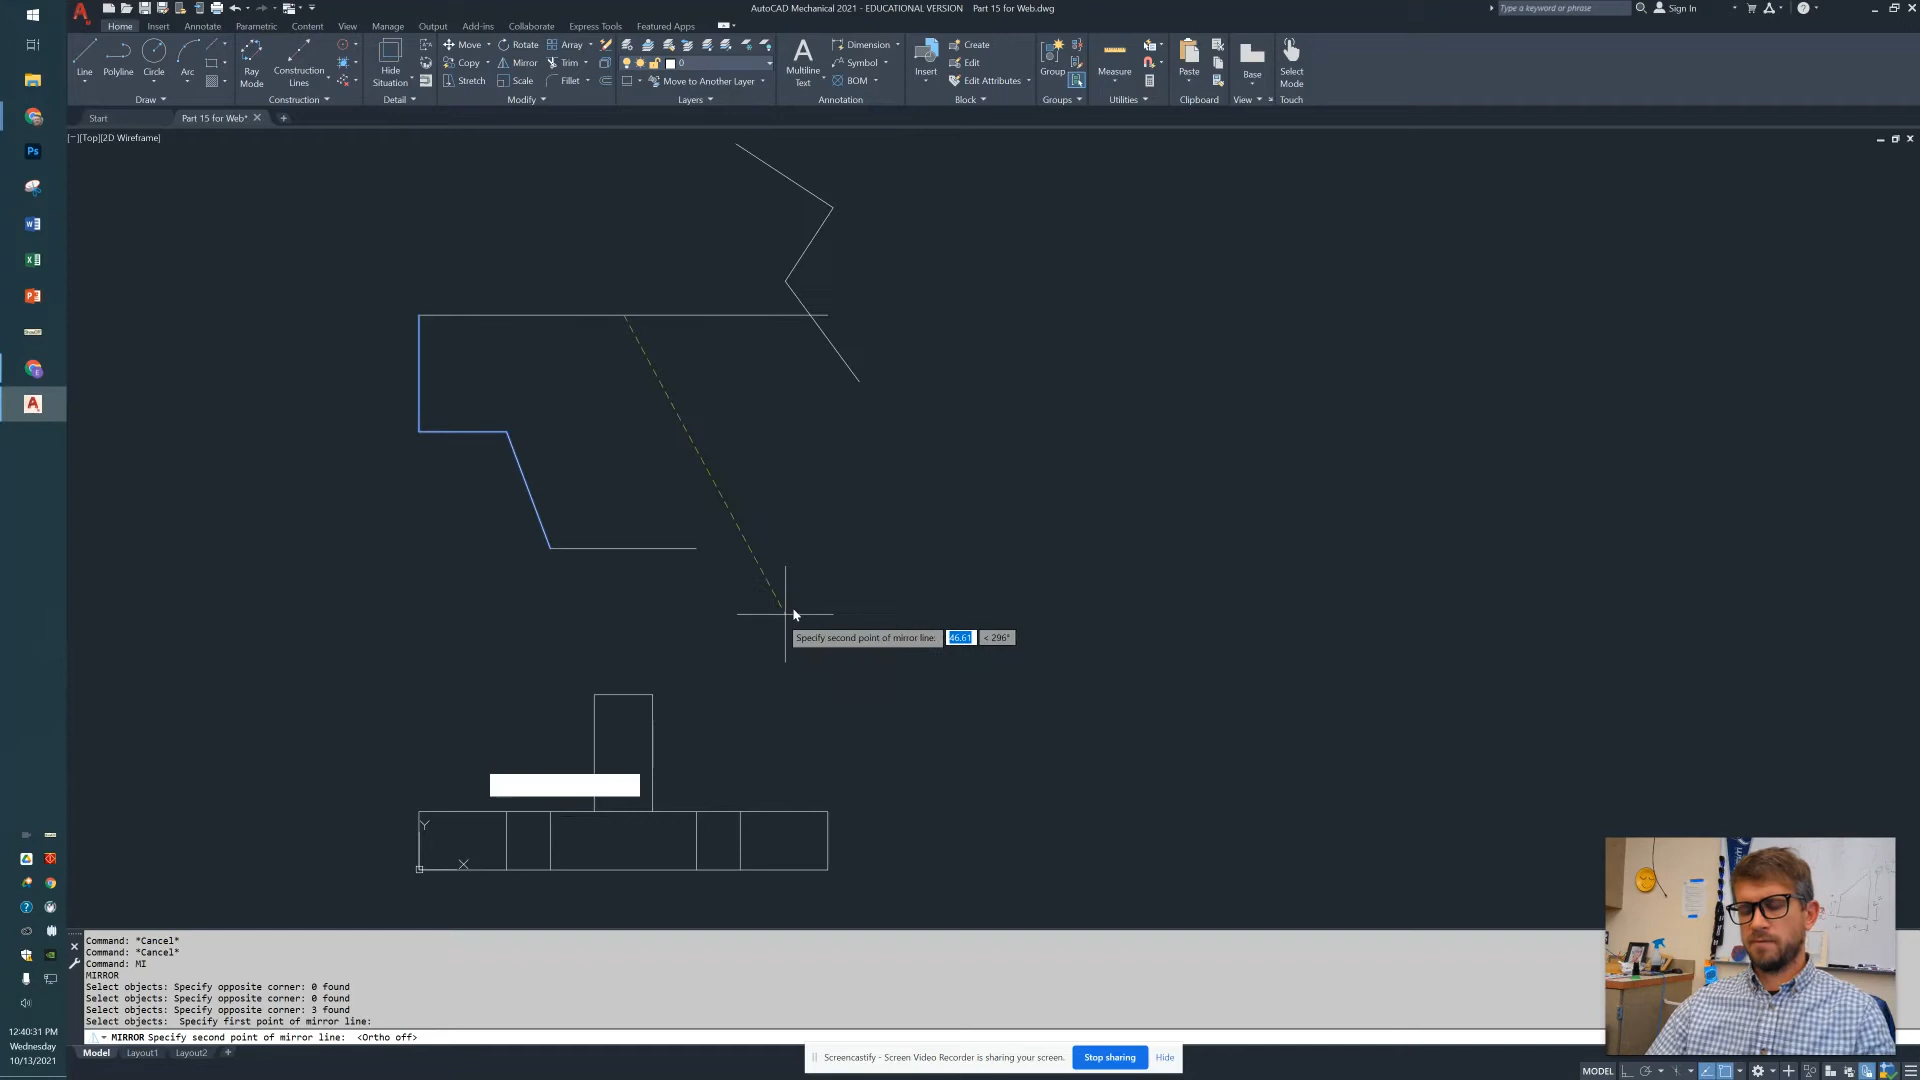 AutoCAD Mechanical 2021 - EDUCATIONAL VERSION Part 15 for Web.dwg
Type a keyword or phrase
Sign In
Home Insert Annotate Parametric View Manage Output Add-ins Collaborate Express Tools Featured Apps
Line Polyline Circle Arc
Draw
Ray Mode
Construction Lines
Construction
Hide Situation
Detail
Move Rotate Array
Copy Mirror Trim
Stretch Scale Fillet
Modify
0
Move to Another Layer
Layers
Multiline Text
Dimension
Symbol
BOM
Annotation
Insert
Create
Edit
Edit Attributes
Block
Group
Groups
Measure
Utilities
Paste
Clipboard
Base
View
Select Mode
Touch
Start
Part 15 for Web*
[−][Top][2D Wireframe]
Specify second point of mirror line: 46.61 < 296°
Y
X
Command: *Cancel*
Command: *Cancel*
Command: MI
MIRROR
Select objects: Specify opposite corner: 0 found
Select objects: Specify opposite corner: 0 found
Select objects: Specify opposite corner: 3 found
Select objects: Specify first point of mirror line:
MIRROR Specify second point of mirror line: <Ortho off>
Model Layout1 Layout2
Screencastify - Screen Video Recorder is sharing your screen. Stop sharing Hide
MODEL
12:40:31 PM
Wednesday
10/13/2021